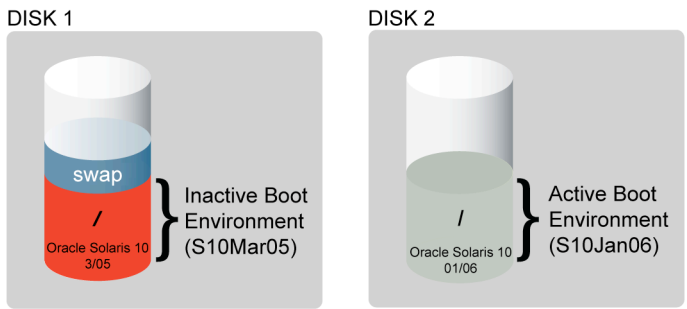 DISK 1
swap
/
Oracle Solaris 10
3/05
Inactive Boot
Environment
(S10Mar05)
DISK 2
/
Oracle Solaris 10
01/06
Active Boot
Environment
(S10Jan06)